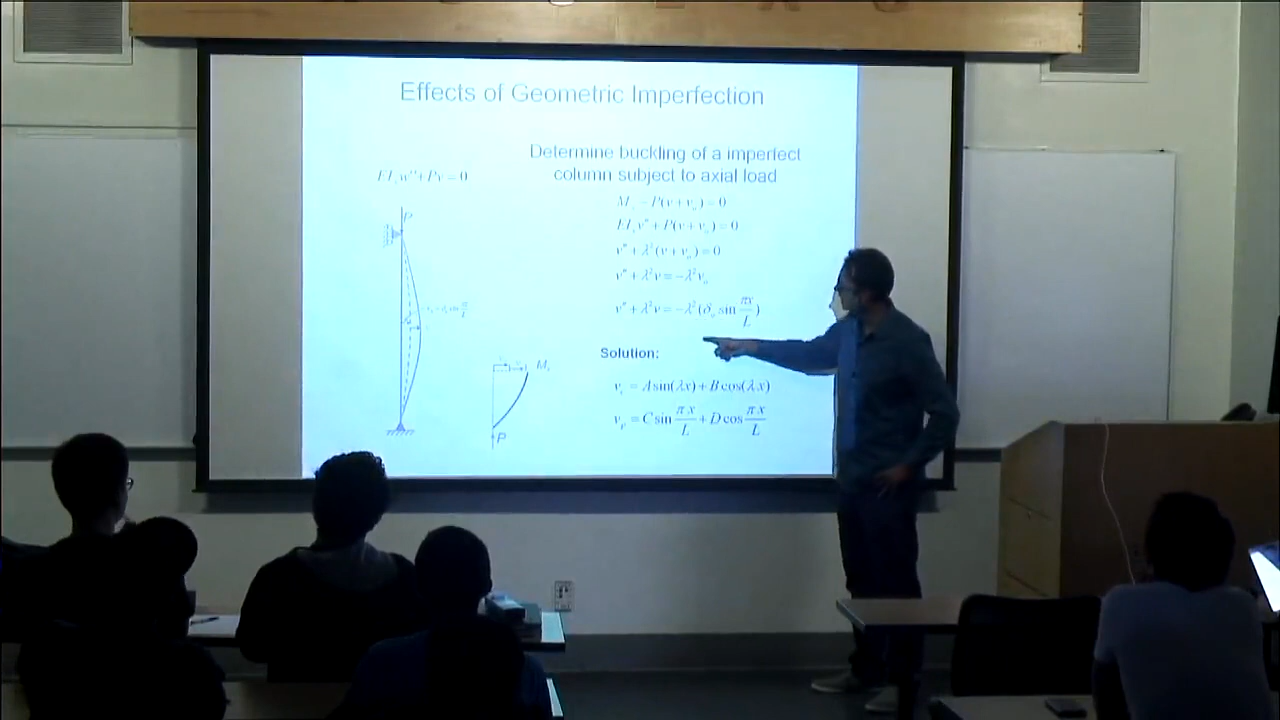 Effects of Geometric Imperfection
Determine buckling of a imperfect
column subject to axial load
EI_z v''+Pv=0
M_z-P(v+v_o)=0
EI_z v''+P(v+v_o)=0
v''+λ²(v+v_o)=0
v''+λ²v=-λ²v_o
v''+λ²v=-λ²(δ_o sin πx/L)
P
Solution:
v_c = A sin(λx)+B cos(λx)
v_p = C sin πx/L + D cos πx/L
M_z
P